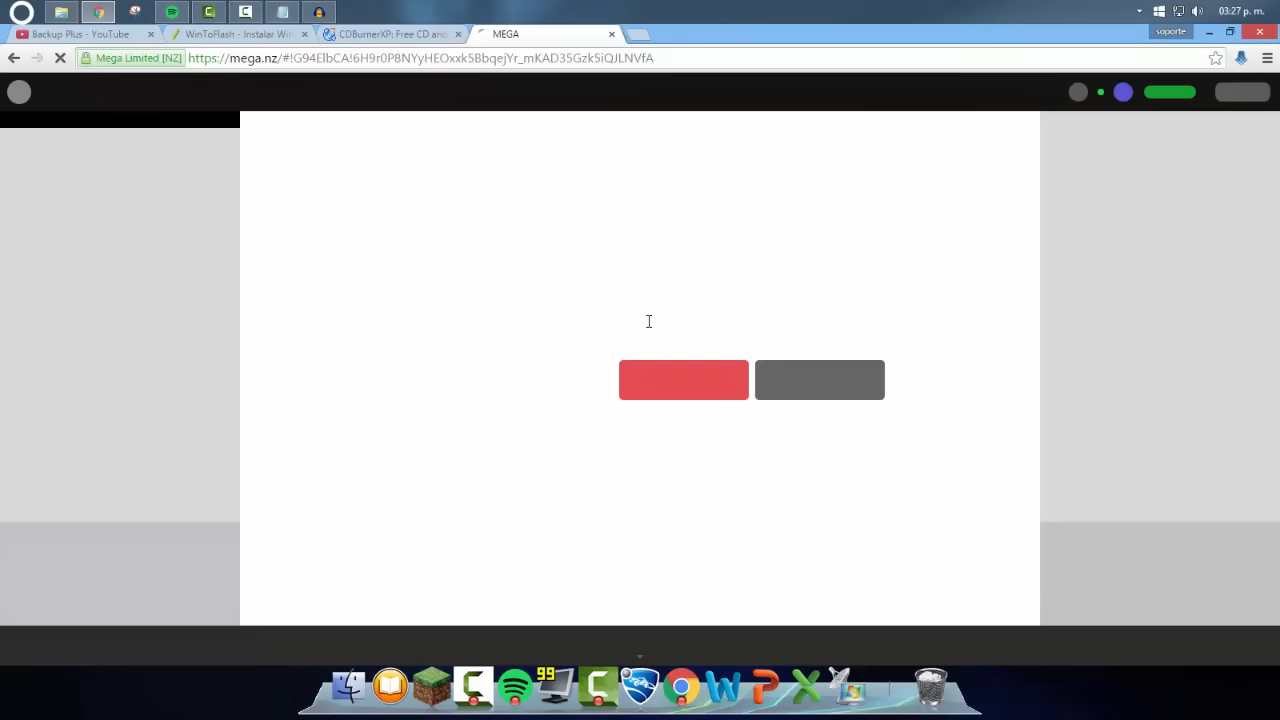 03:27 p. m.
Backup Plus - YouTube
WinToFlash - Instalar Win
CDBurnerXP: Free CD and
MEGA
soporte
Mega Limited [NZ]
https://mega.nz/#!G94ElbCA!6H9r0P8NYyHEOxxk5BbqejYr_mKAD35Gzk5iQJLNVfA
99